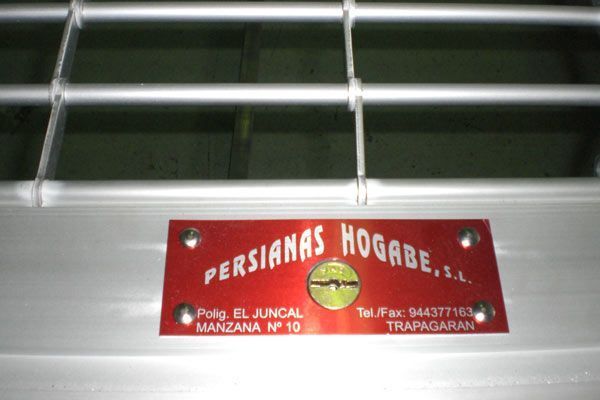 PERSIANAS HOGABE, S.L.
Polig. EL JUNCAL
MANZANA Nº 10
Tel./Fax: 944377163
TRAPAGARAN